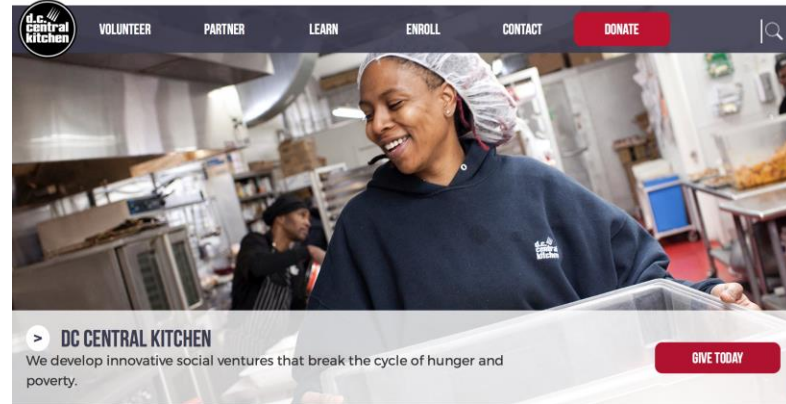 d.c.
central
kitchen
VOLUNTEER
PARTNER
LEARN
ENROLL
CONTACT
DONATE
d.c.
central
kitchen
> DC CENTRAL KITCHEN
We develop innovative social ventures that break the cycle of hunger and
poverty.
GIVE TODAY